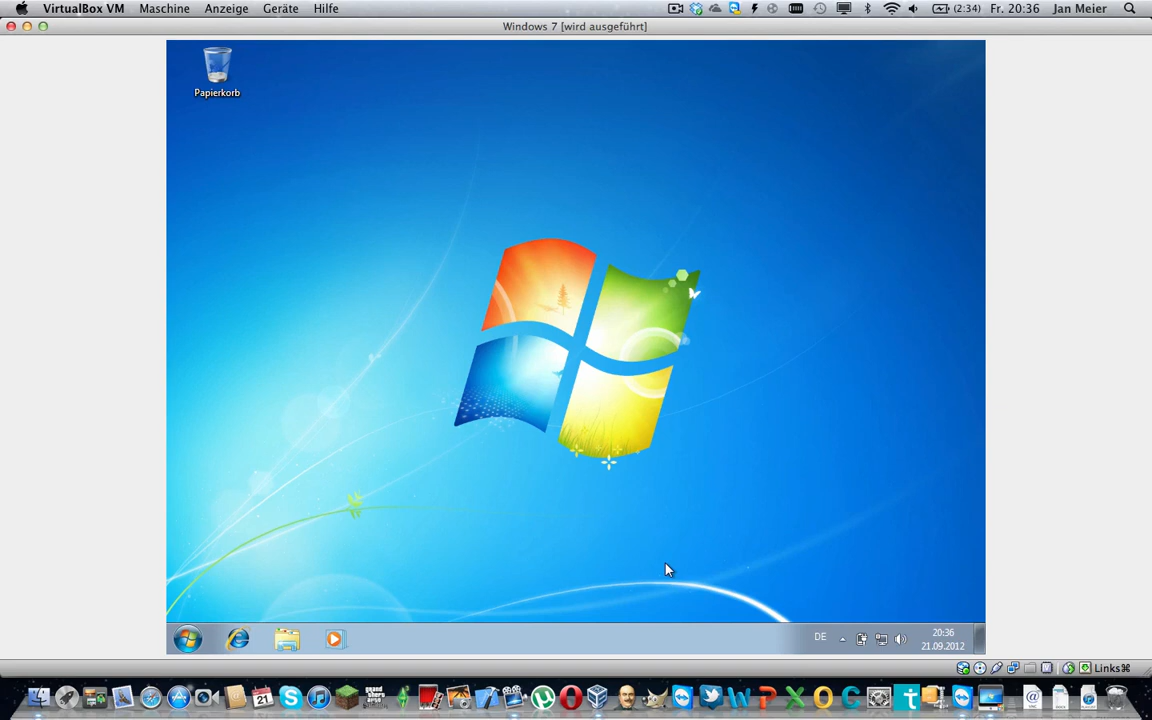 VirtualBox VM Maschine Anzeige Geräte Hilfe (2:34) Fr. 20:36 Jan Meier
Windows 7 [wird ausgeführt]
Papierkorb
DE 20:36
21.09.2012
Links⌘
21